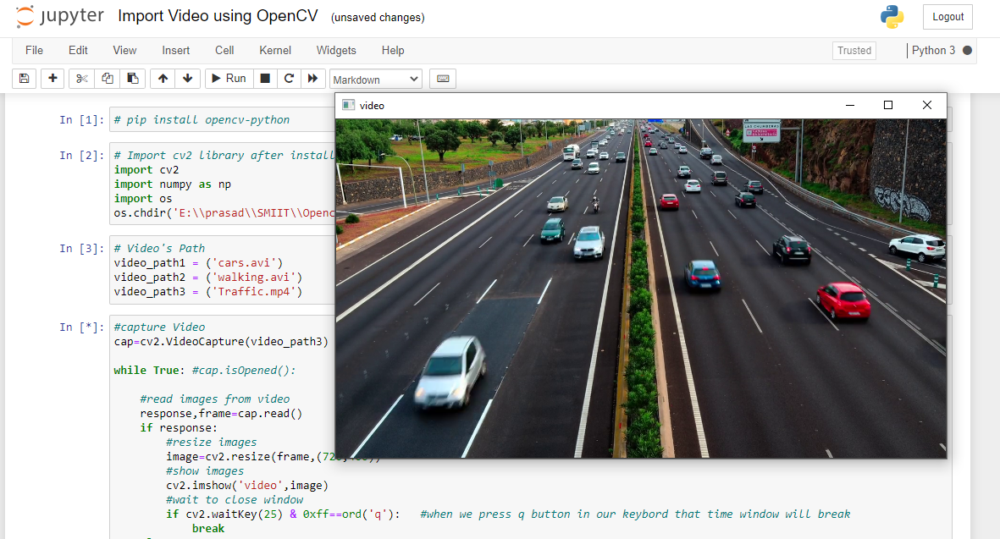 jupyter Import Video using OpenCV (unsaved changes)
Logout
File Edit View Insert Cell Kernel Widgets Help
Trusted
Python 3
Run
Markdown
video
In [1]: # pip install opencv-python
In [2]: # Import cv2 library after install
import cv2
import numpy as np
import os
os.chdir('E:\\prasad\\SMIIT\\Openc
In [3]: # Video's Path
video_path1 = ('cars.avi')
video_path2 = ('walking.avi')
video_path3 = ('Traffic.mp4')
In [*]: #capture Video
cap=cv2.VideoCapture(video_path3)
while True: #cap.isOpened():
#read images from video
response,frame=cap.read()
if response:
#resize images
image=cv2.resize(frame,(720
#show images
cv2.imshow('video',image)
#wait to close window
if cv2.waitKey(25) & 0xff==ord('q'): #when we press q button in our keybord that time window will break
break
LAS CHUMBERAS